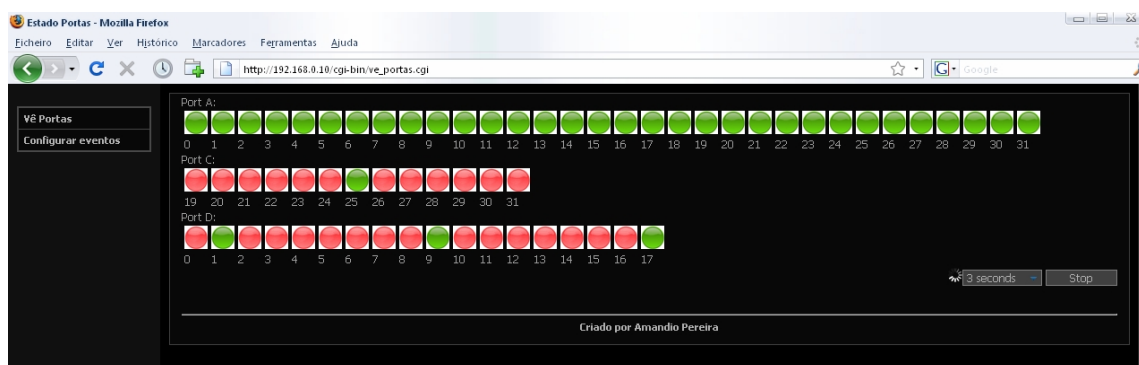 Estado Portas - Mozilla Firefox
Ficheiro Editar Ver Histórico Marcadores Ferramentas Ajuda
http://192.168.0.10/cgi-bin/ve_portas.cgi
G Google
Vê Portas
Configurar eventos
Port A:
0 1 2 3 4 5 6 7 8 9 10 11 12 13 14 15 16 17 18 19 20 21 22 23 24 25 26 27 28 29 30 31
Port C:
19 20 21 22 23 24 25 26 27 28 29 30 31
Port D:
0 1 2 3 4 5 6 7 8 9 10 11 12 13 14 15 16 17
3 seconds Stop
Criado por Amandio Pereira